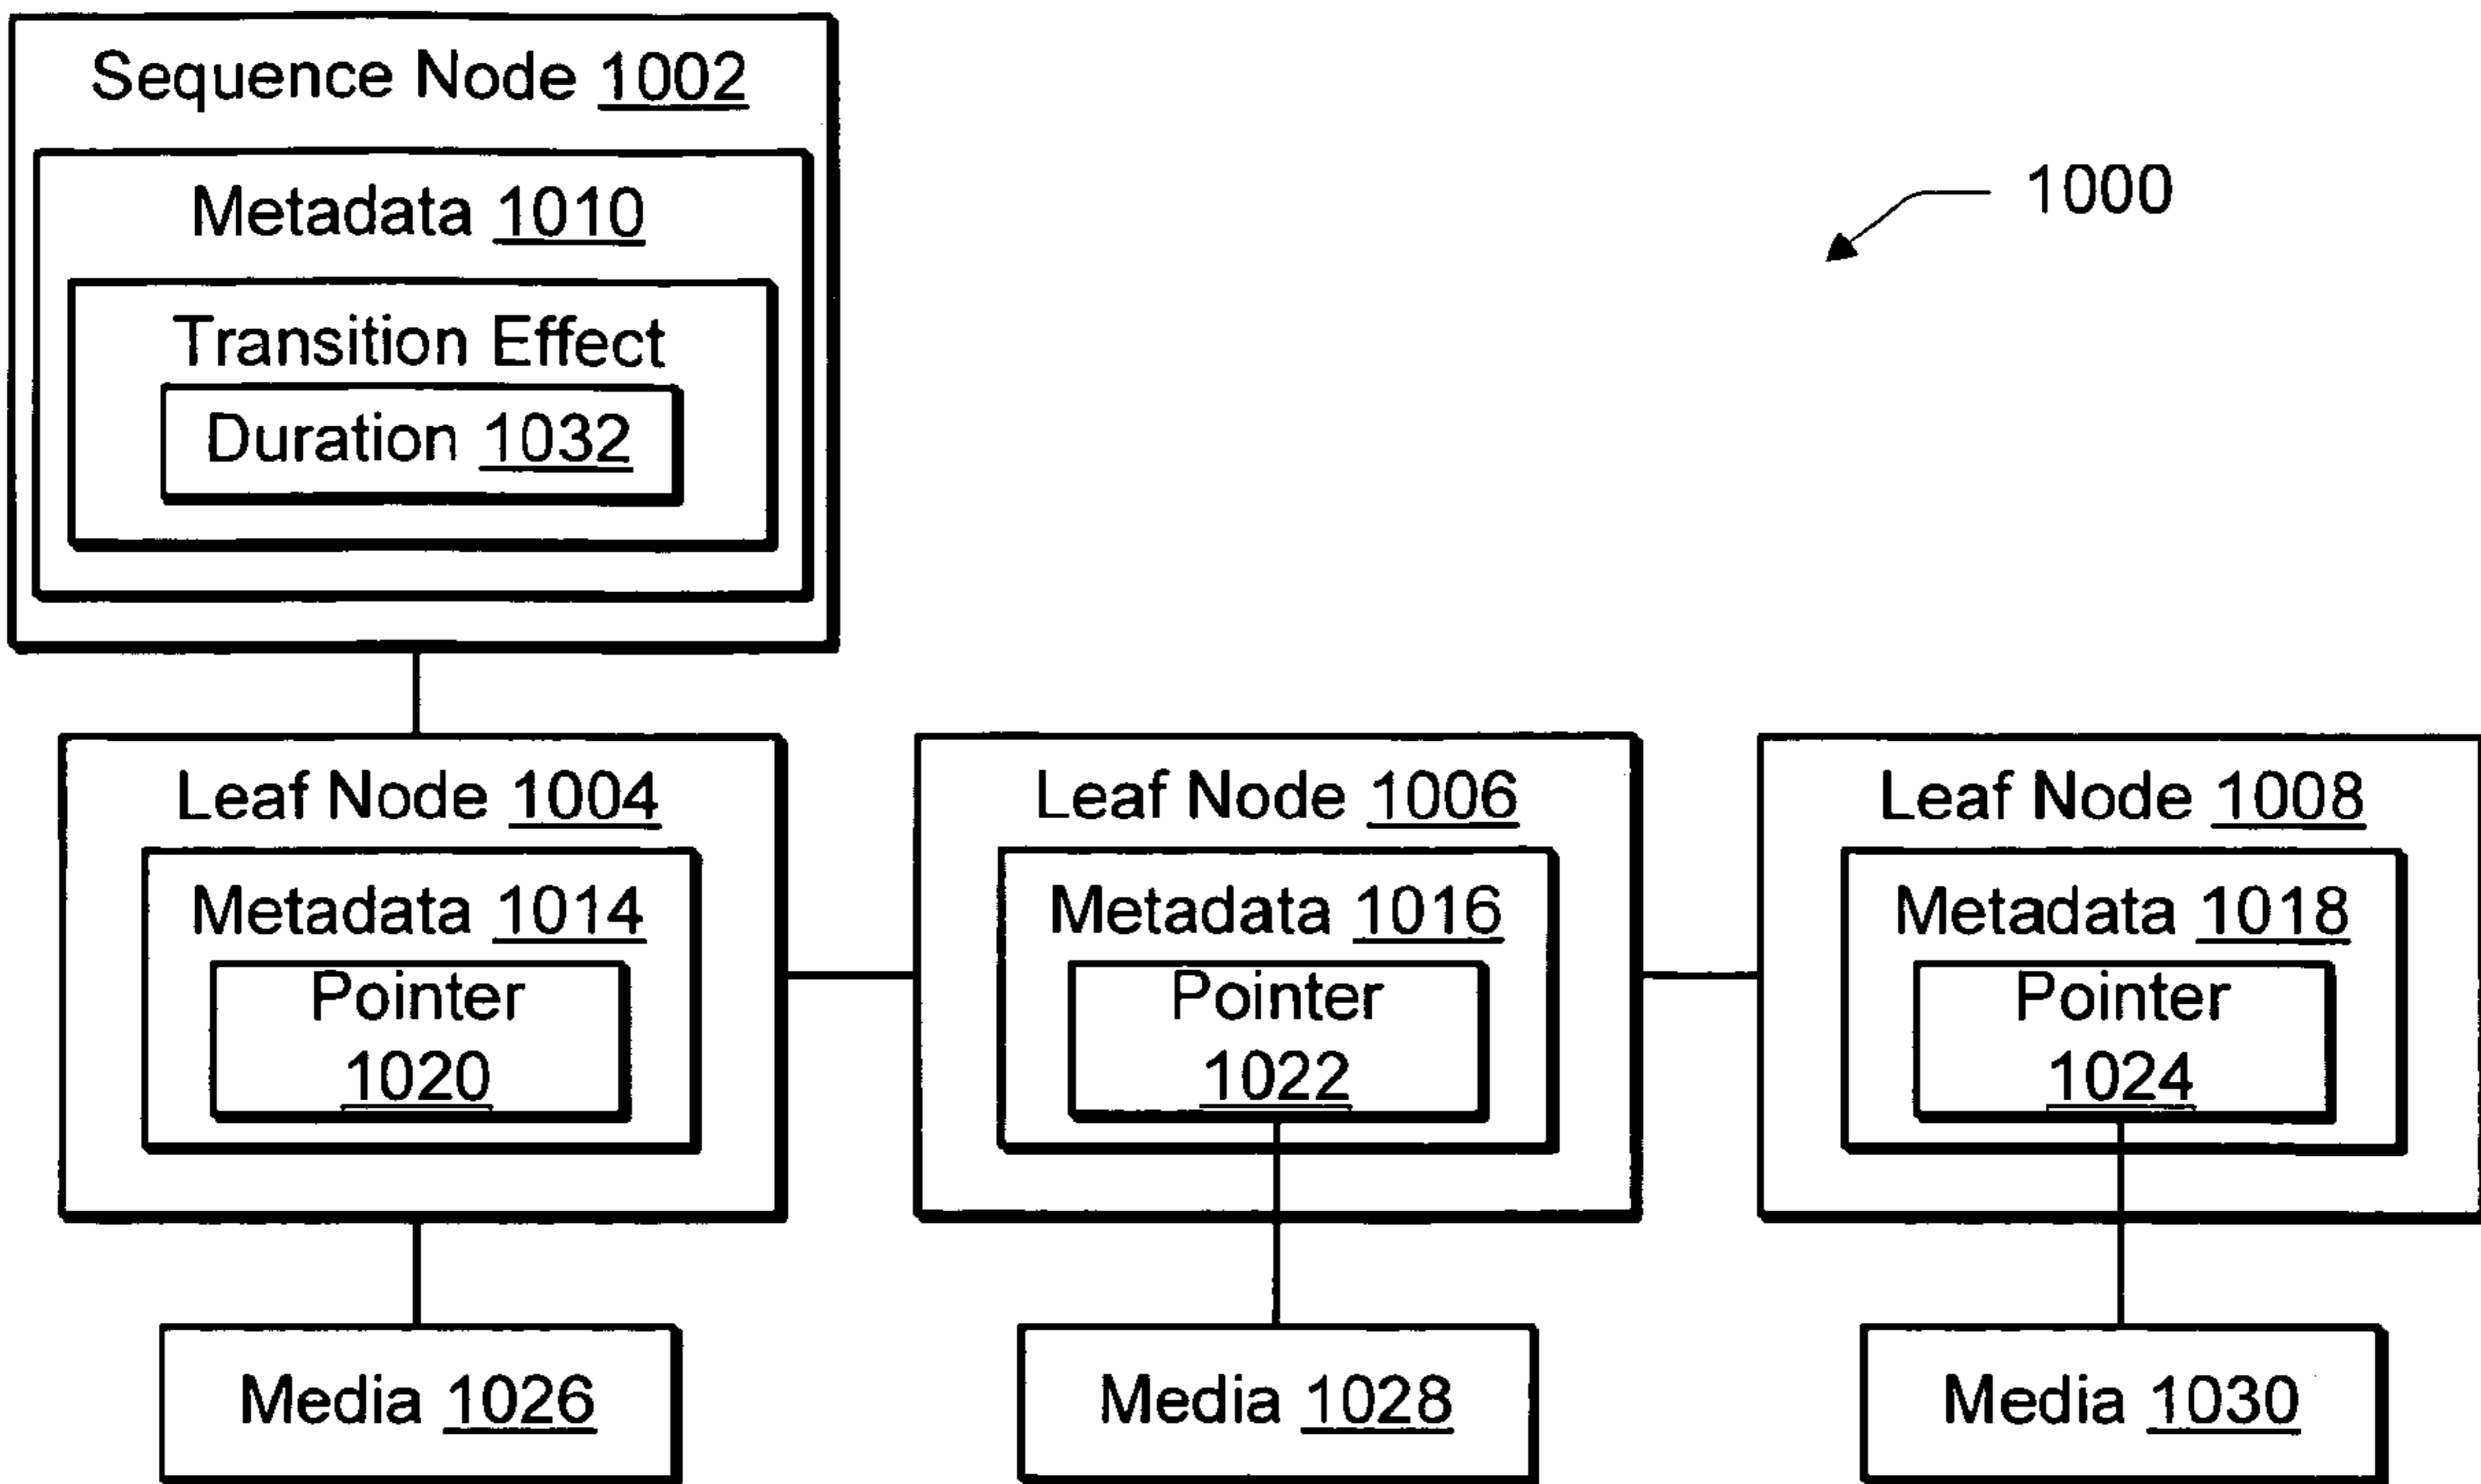 Sequence Node 1002
Metadata 1010
1000
Transition Effect
Duration 1032
Leaf Node 1004
Metadata 1014
Pointer
1020
Leaf Node 1006
Metadata 1016
Pointer
1022
Leaf Node 1008
Metadata 1018
Pointer
1024
Media 1026
Media 1028
Media 1030